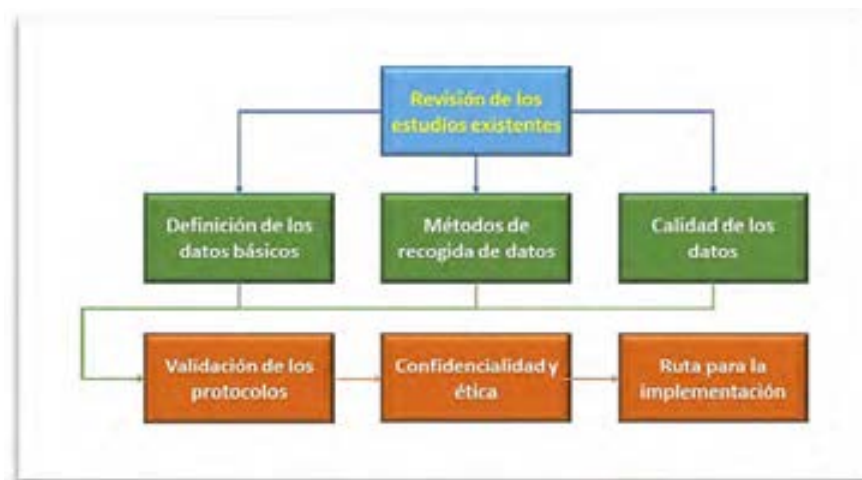 Revisión de los
estudios existentes
Definición de los
datos básicos
Métodos de
recogida de datos
Calidad de los
datos
Validación de los
protocolos
Confidencialidad y
ética
Ruta para la
implementación